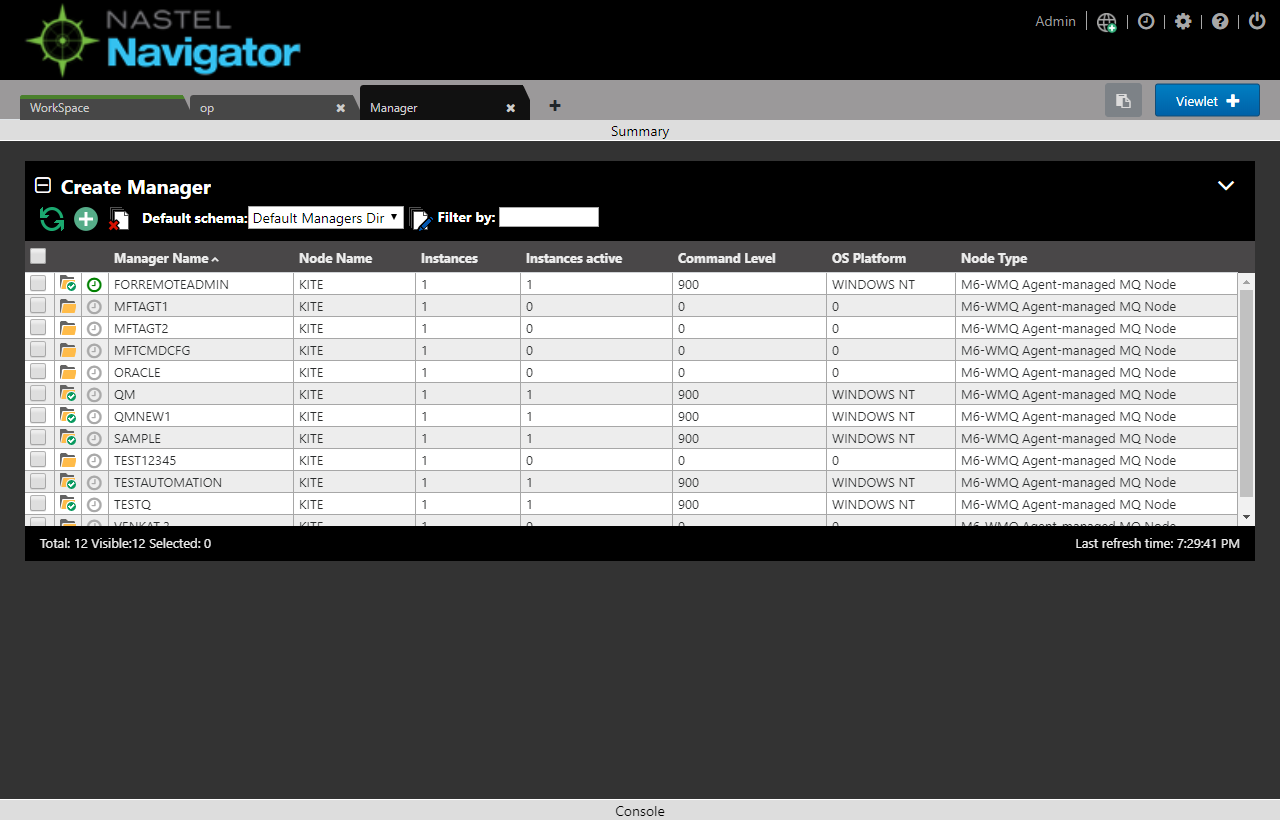 NASTEL
Navigator
Admin
WorkSpace op Manager Viewlet
Summary
Create Manager
Default schema: Default Managers Dir Filter by:
Manager Name Node Name Instances Instances active Command Level OS Platform Node Type
FORREMOTEADMIN KITE 1 1 900 WINDOWS NT M6-WMQ Agent-managed MQ Node
MFTAGT1 KITE 1 0 0 0 M6-WMQ Agent-managed MQ Node
MFTAGT2 KITE 1 0 0 0 M6-WMQ Agent-managed MQ Node
MFTCMDCFG KITE 1 0 0 0 M6-WMQ Agent-managed MQ Node
ORACLE KITE 1 0 0 0 M6-WMQ Agent-managed MQ Node
QM KITE 1 1 900 WINDOWS NT M6-WMQ Agent-managed MQ Node
QMNEW1 KITE 1 1 900 WINDOWS NT M6-WMQ Agent-managed MQ Node
SAMPLE KITE 1 1 900 WINDOWS NT M6-WMQ Agent-managed MQ Node
TEST12345 KITE 1 0 0 0 M6-WMQ Agent-managed MQ Node
TESTAUTOMATION KITE 1 1 900 WINDOWS NT M6-WMQ Agent-managed MQ Node
TESTQ KITE 1 1 900 WINDOWS NT M6-WMQ Agent-managed MQ Node
KITE 1 0 0 0 M6-WMQ Agent-managed MQ Node
Total: 12 Visible:12 Selected: 0 Last refresh time: 7:29:41 PM
Console